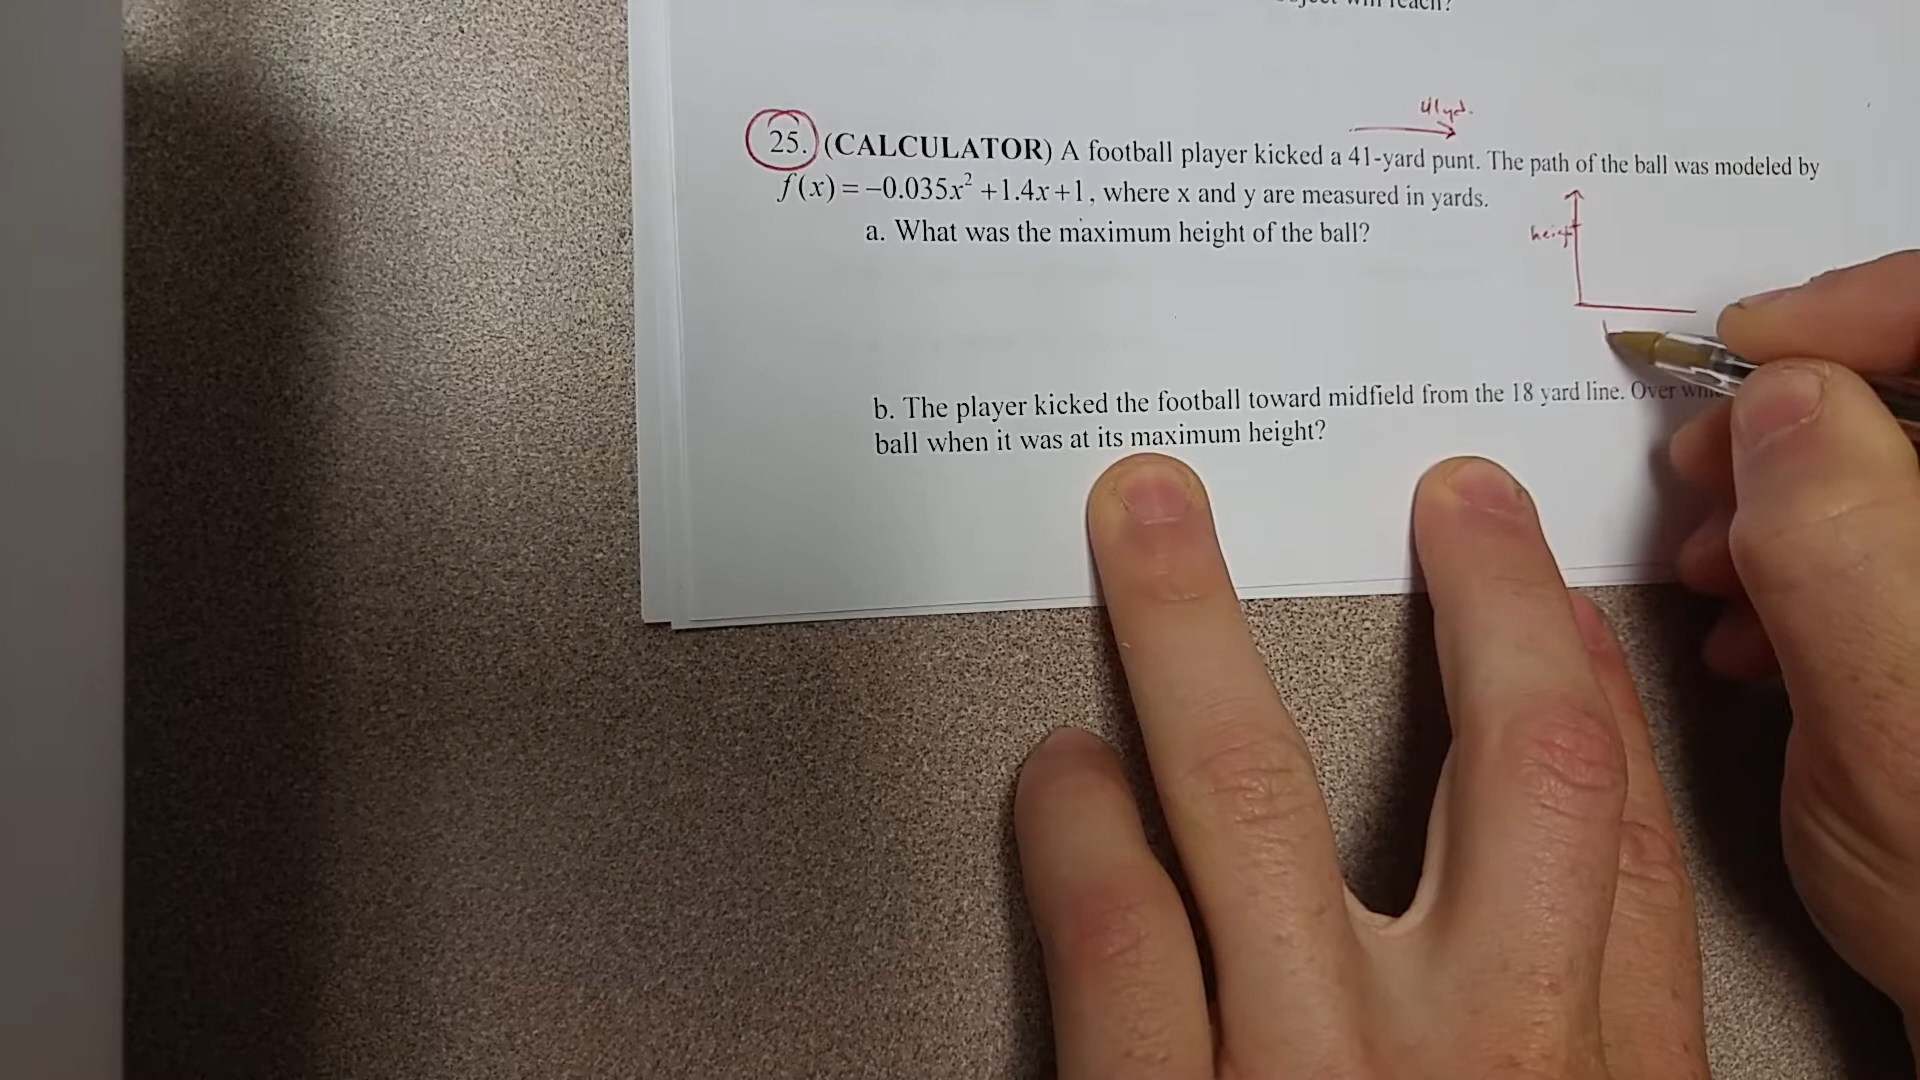 will reach?
41yd.
25. (CALCULATOR) A football player kicked a 41-yard punt. The path of the ball was modeled by
f(x) = −0.035x² + 1.4x + 1, where x and y are measured in yards.
a. What was the maximum height of the ball?
height
b. The player kicked the football toward midfield from the 18 yard line. Over
ball when it was at its maximum height?